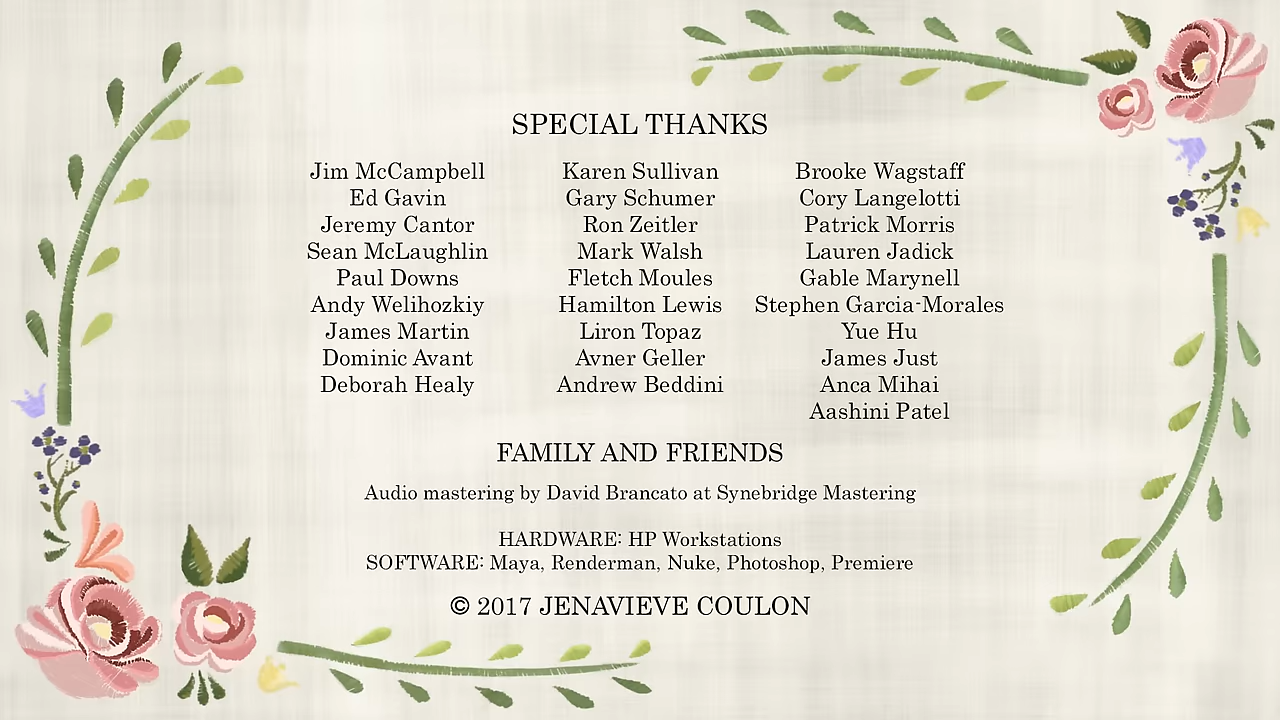 SPECIAL THANKS
Jim McCampbell
Ed Gavin
Jeremy Cantor
Sean McLaughlin
Paul Downs
Andy Welihozkiy
James Martin
Dominic Avant
Deborah Healy
Karen Sullivan
Gary Schumer
Ron Zeitler
Mark Walsh
Fletch Moules
Hamilton Lewis
Liron Topaz
Avner Geller
Andrew Beddini
Brooke Wagstaff
Cory Langelotti
Patrick Morris
Lauren Jadick
Gable Marynell
Stephen Garcia-Morales
Yue Hu
James Just
Anca Mihai
Aashini Patel
FAMILY AND FRIENDS
Audio mastering by David Brancato at Synebridge Mastering
HARDWARE: HP Workstations
SOFTWARE: Maya, Renderman, Nuke, Photoshop, Premiere
© 2017 JENAVIEVE COULON